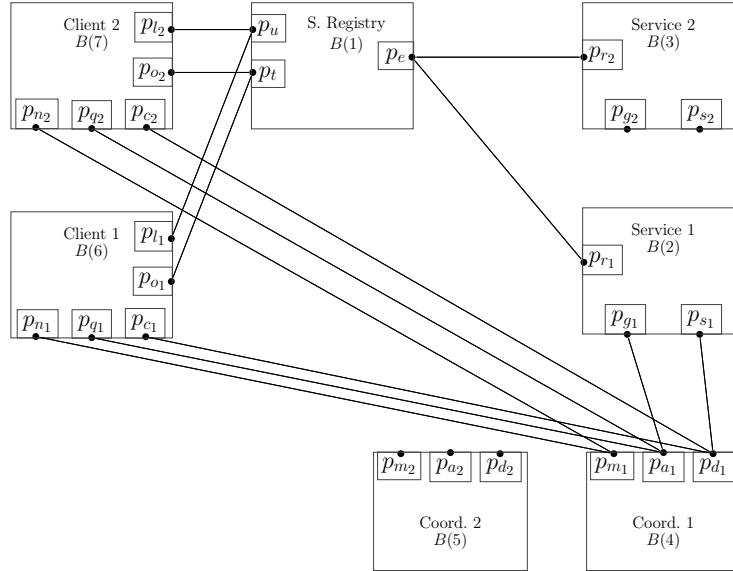 Client 2
B(7)
p_{l_2}
p_{o_2}
p_{n_2}
p_{q_2}
p_{c_2}
S. Registry
B(1)
p_u
p_t
p_e
Service 2
B(3)
p_{r_2}
p_{g_2}
p_{s_2}
Client 1
B(6)
p_{l_1}
p_{o_1}
p_{n_1}
p_{q_1}
p_{c_1}
Service 1
B(2)
p_{r_1}
p_{g_1}
p_{s_1}
p_{m_2}
p_{a_2}
p_{d_2}
Coord. 2
B(5)
p_{m_1}
p_{a_1}
p_{d_1}
Coord. 1
B(4)